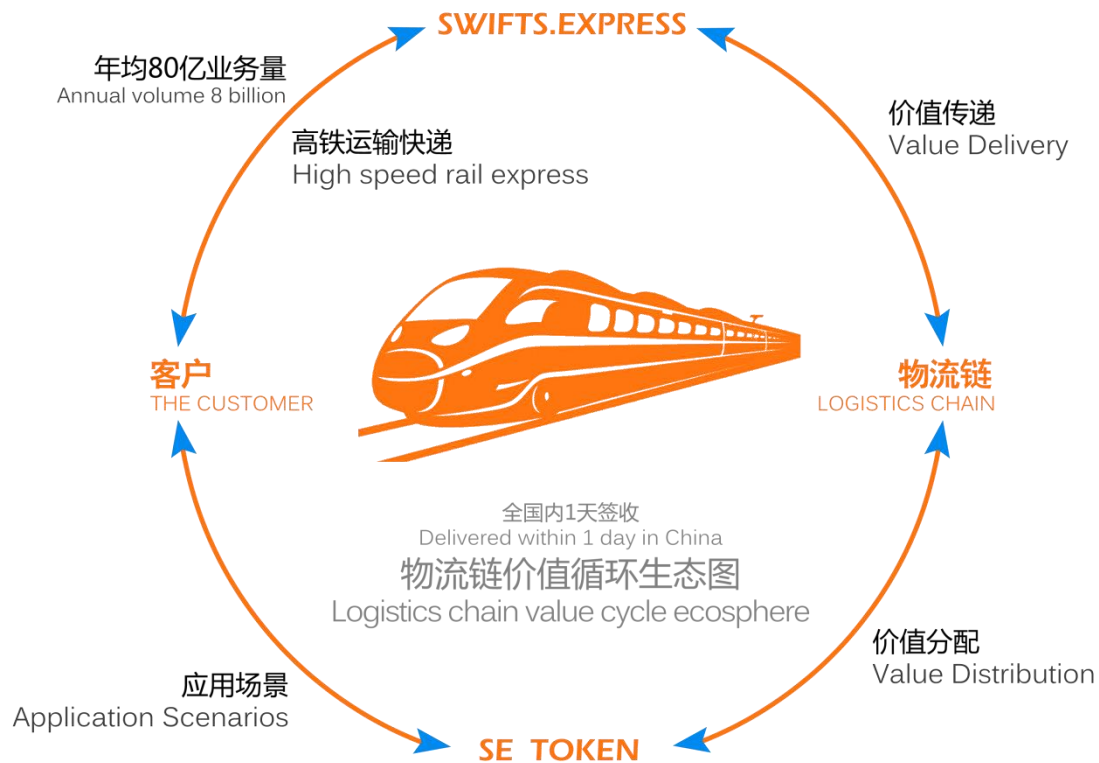 SWIFTS.EXPRESS
年均80亿业务量
Annual volume 8 billion
高铁运输快递
High speed rail express
价值传递
Value Delivery
客户
THE CUSTOMER
物流链
LOGISTICS CHAIN
全国内1天签收
Delivered within 1 day in China
物流链价值循环生态图
Logistics chain value cycle ecosphere
价值分配
Value Distribution
应用场景
Application Scenarios
SE TOKEN